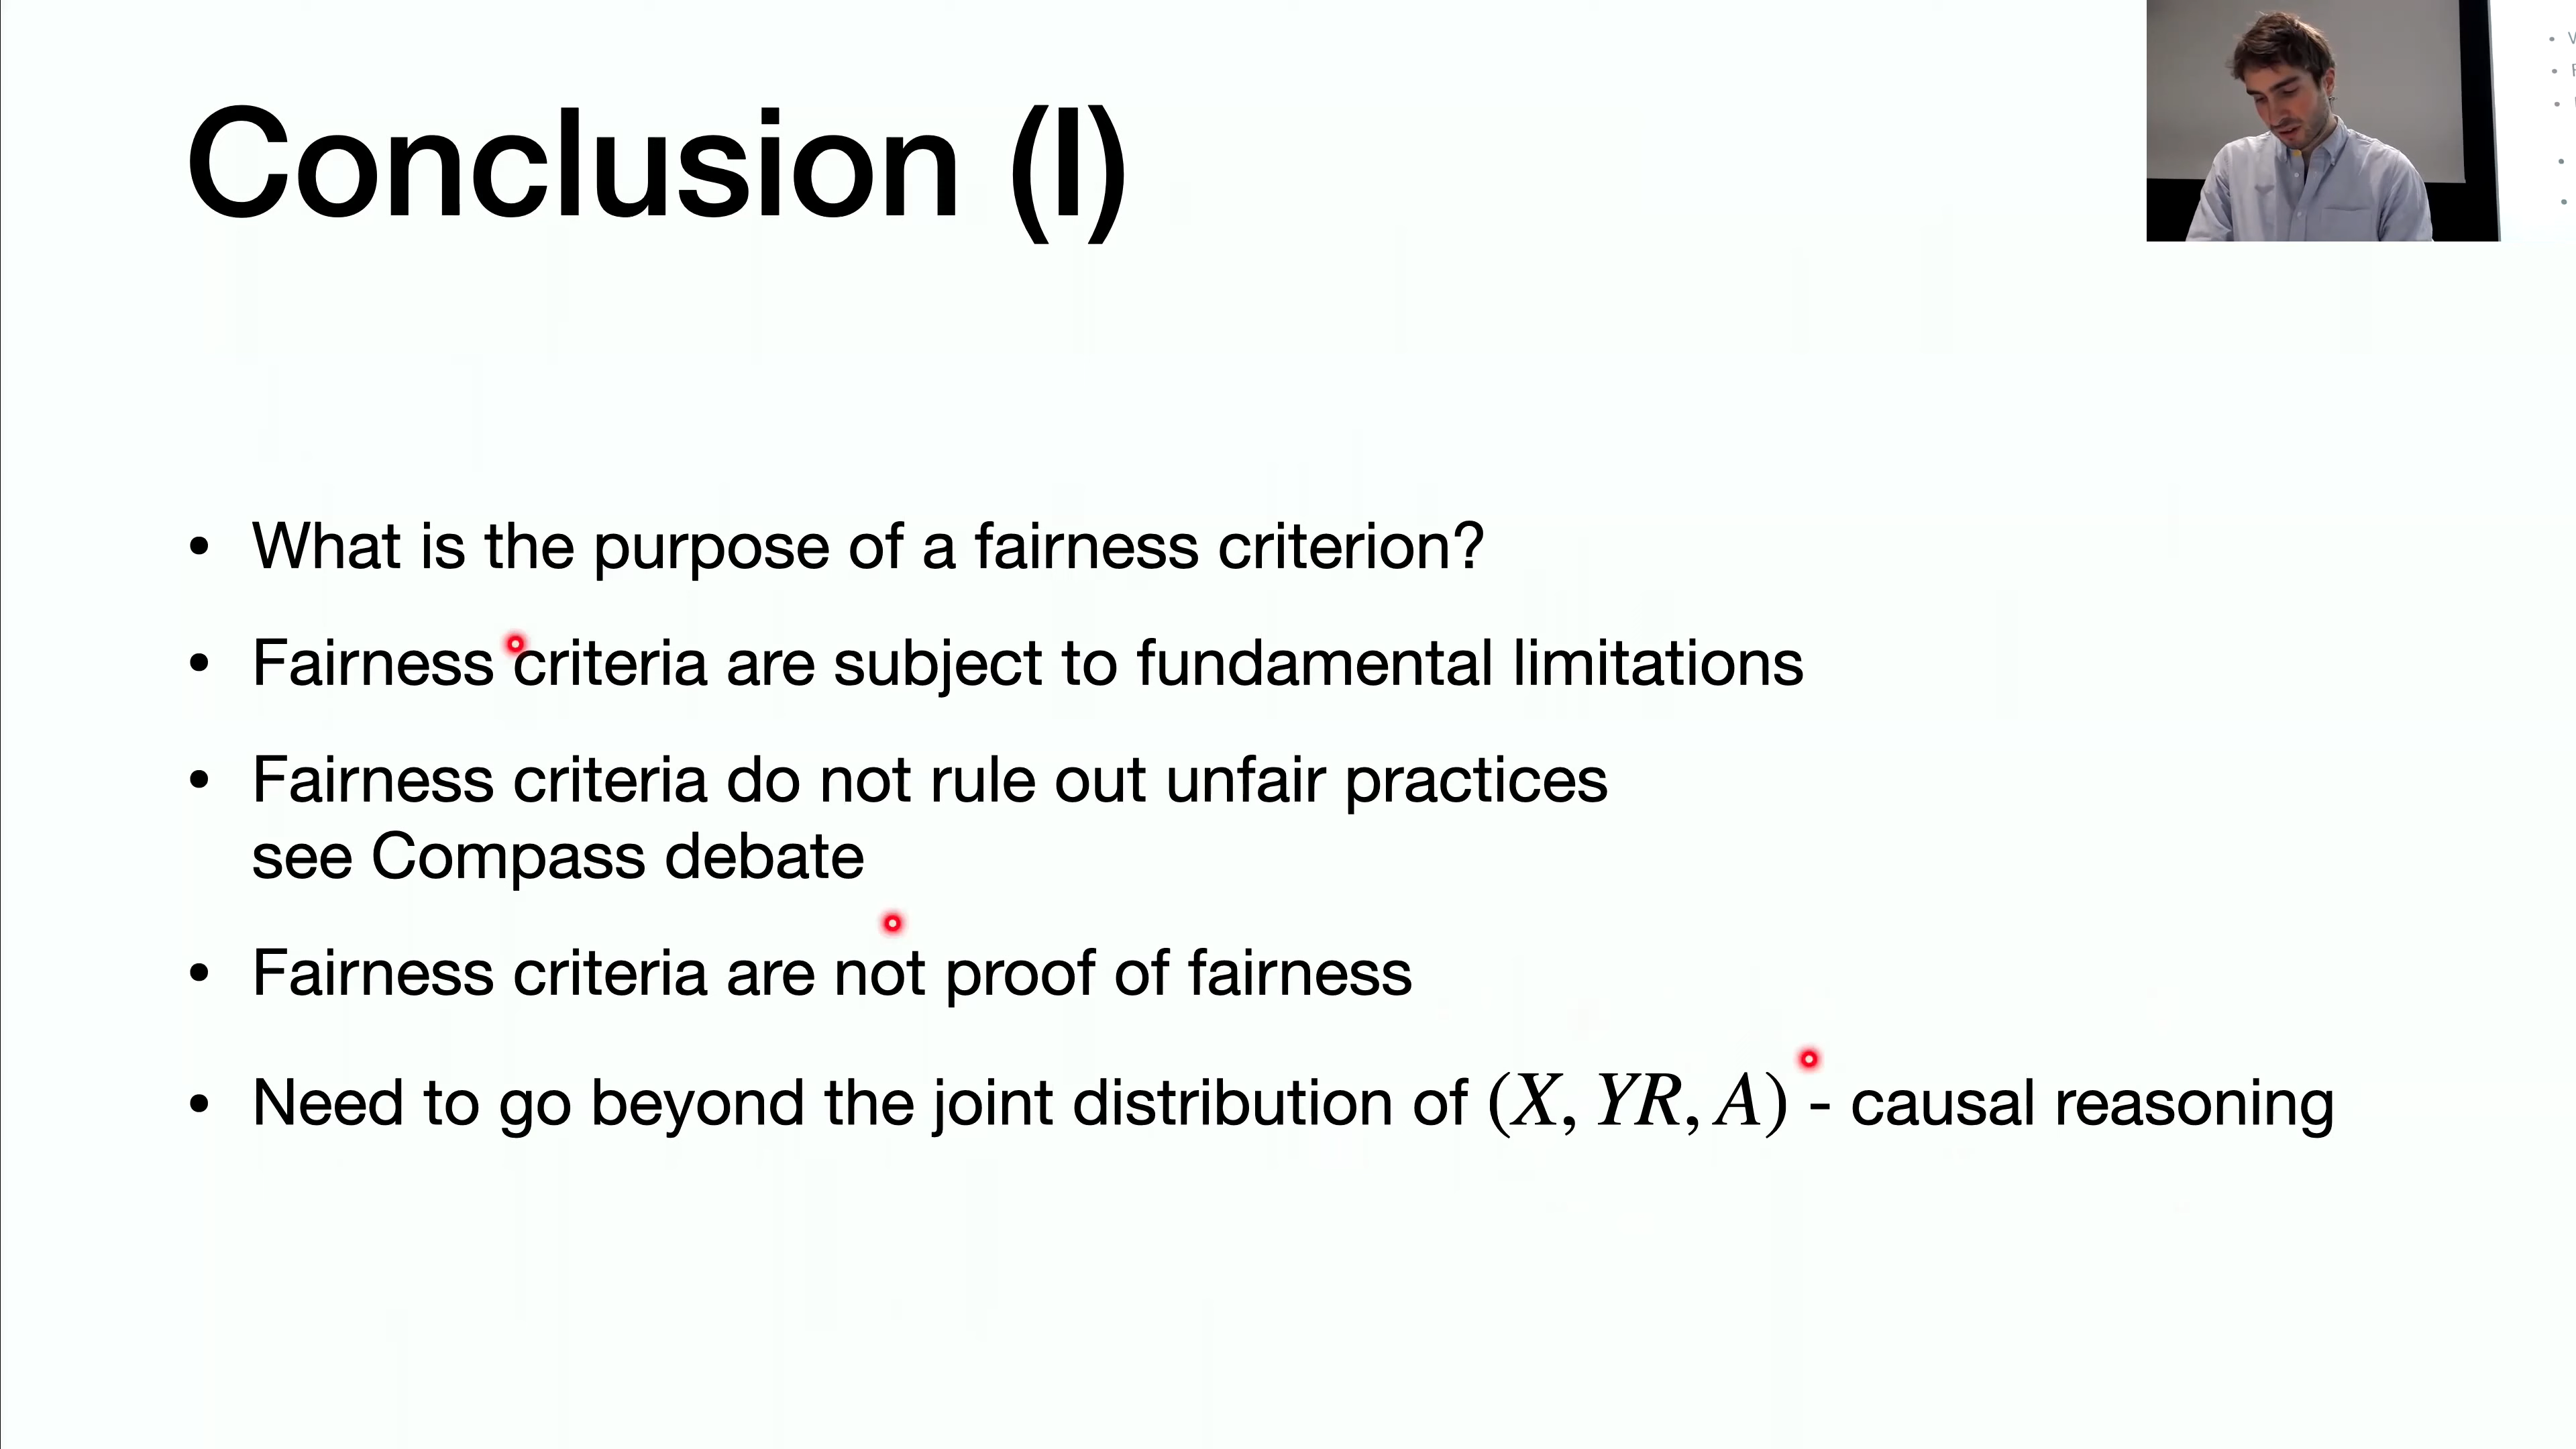 Conclusion (I)
• What is the purpose of a fairness criterion?
• Fairness criteria are subject to fundamental limitations
• Fairness criteria do not rule out unfair practices
see Compass debate
• Fairness criteria are not proof of fairness
• Need to go beyond the joint distribution of (X, YR, A) - causal reasoning